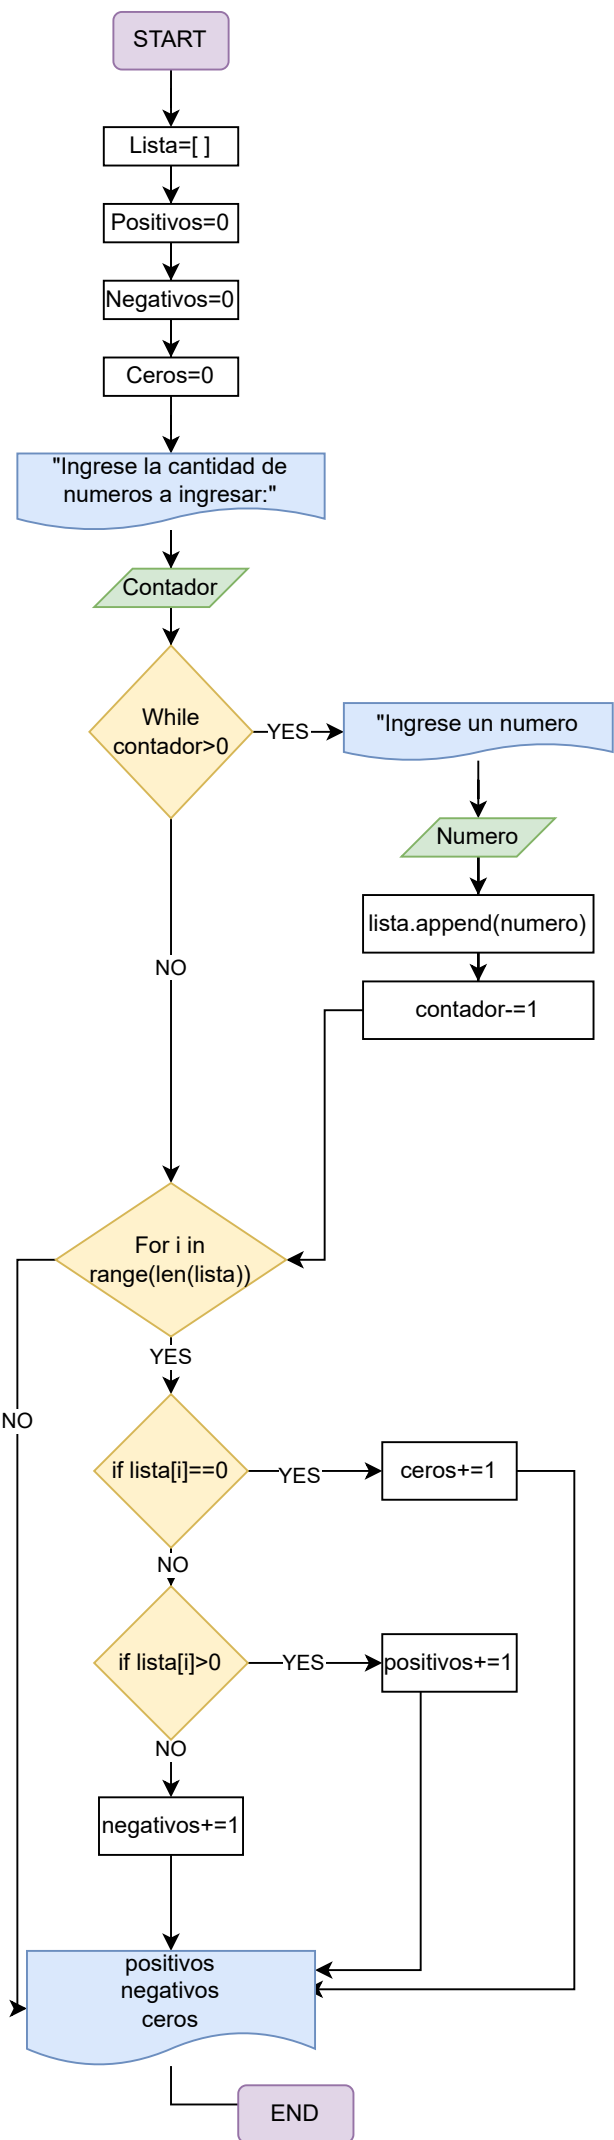 START
Lista=[ ]
Positivos=0
Negativos=0
Ceros=0
"Ingrese la cantidad de
numeros a ingresar:"
Contador
While
contador>0
YES
"Ingrese un numero
Numero
lista.append(numero)
contador-=1
NO
For i in
range(len(lista))
YES
NO
if lista[i]==0
YES
ceros+=1
NO
if lista[i]>0
YES
positivos+=1
NO
negativos+=1
positivos
negativos
ceros
END